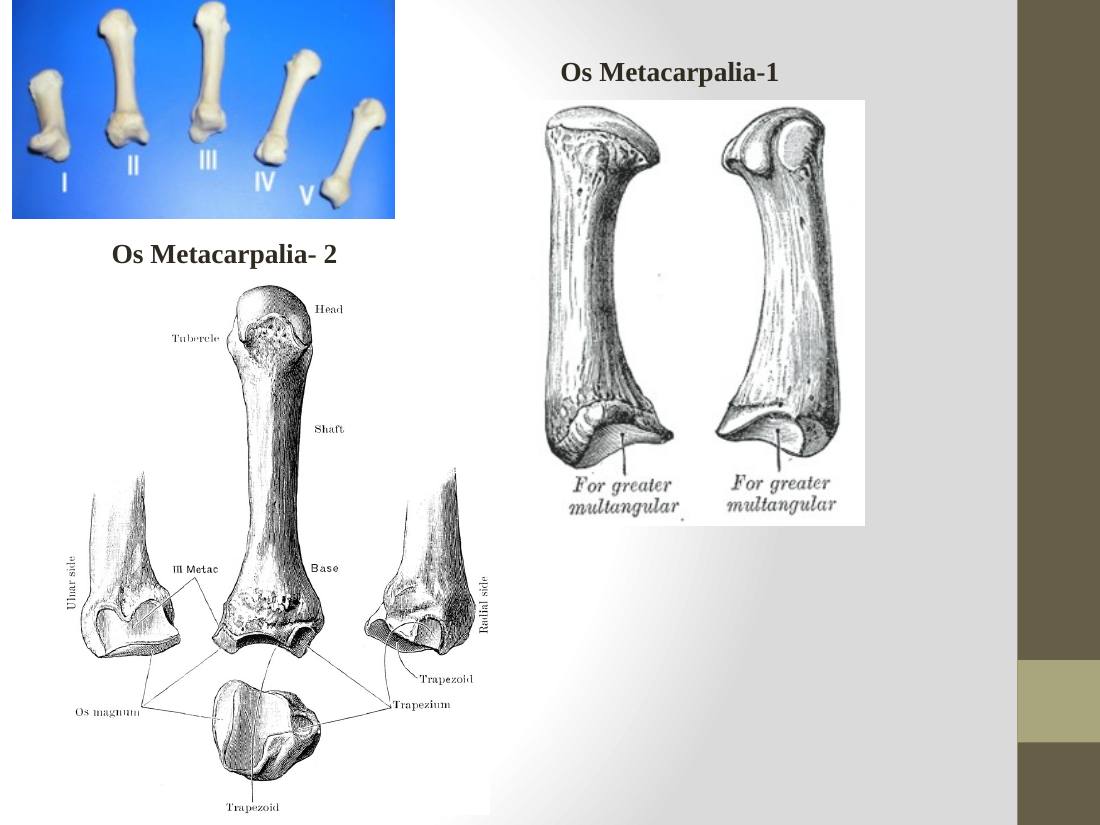 I
II
III
IV
V
Os Metacarpalia-1
For greater
multangular
For greater
multangular
Os Metacarpalia- 2
Head
Tubercle
Shaft
Ulnar side
III Metac
Base
Radial side
Trapezoid
Os magnum
Trapezium
Trapezoid